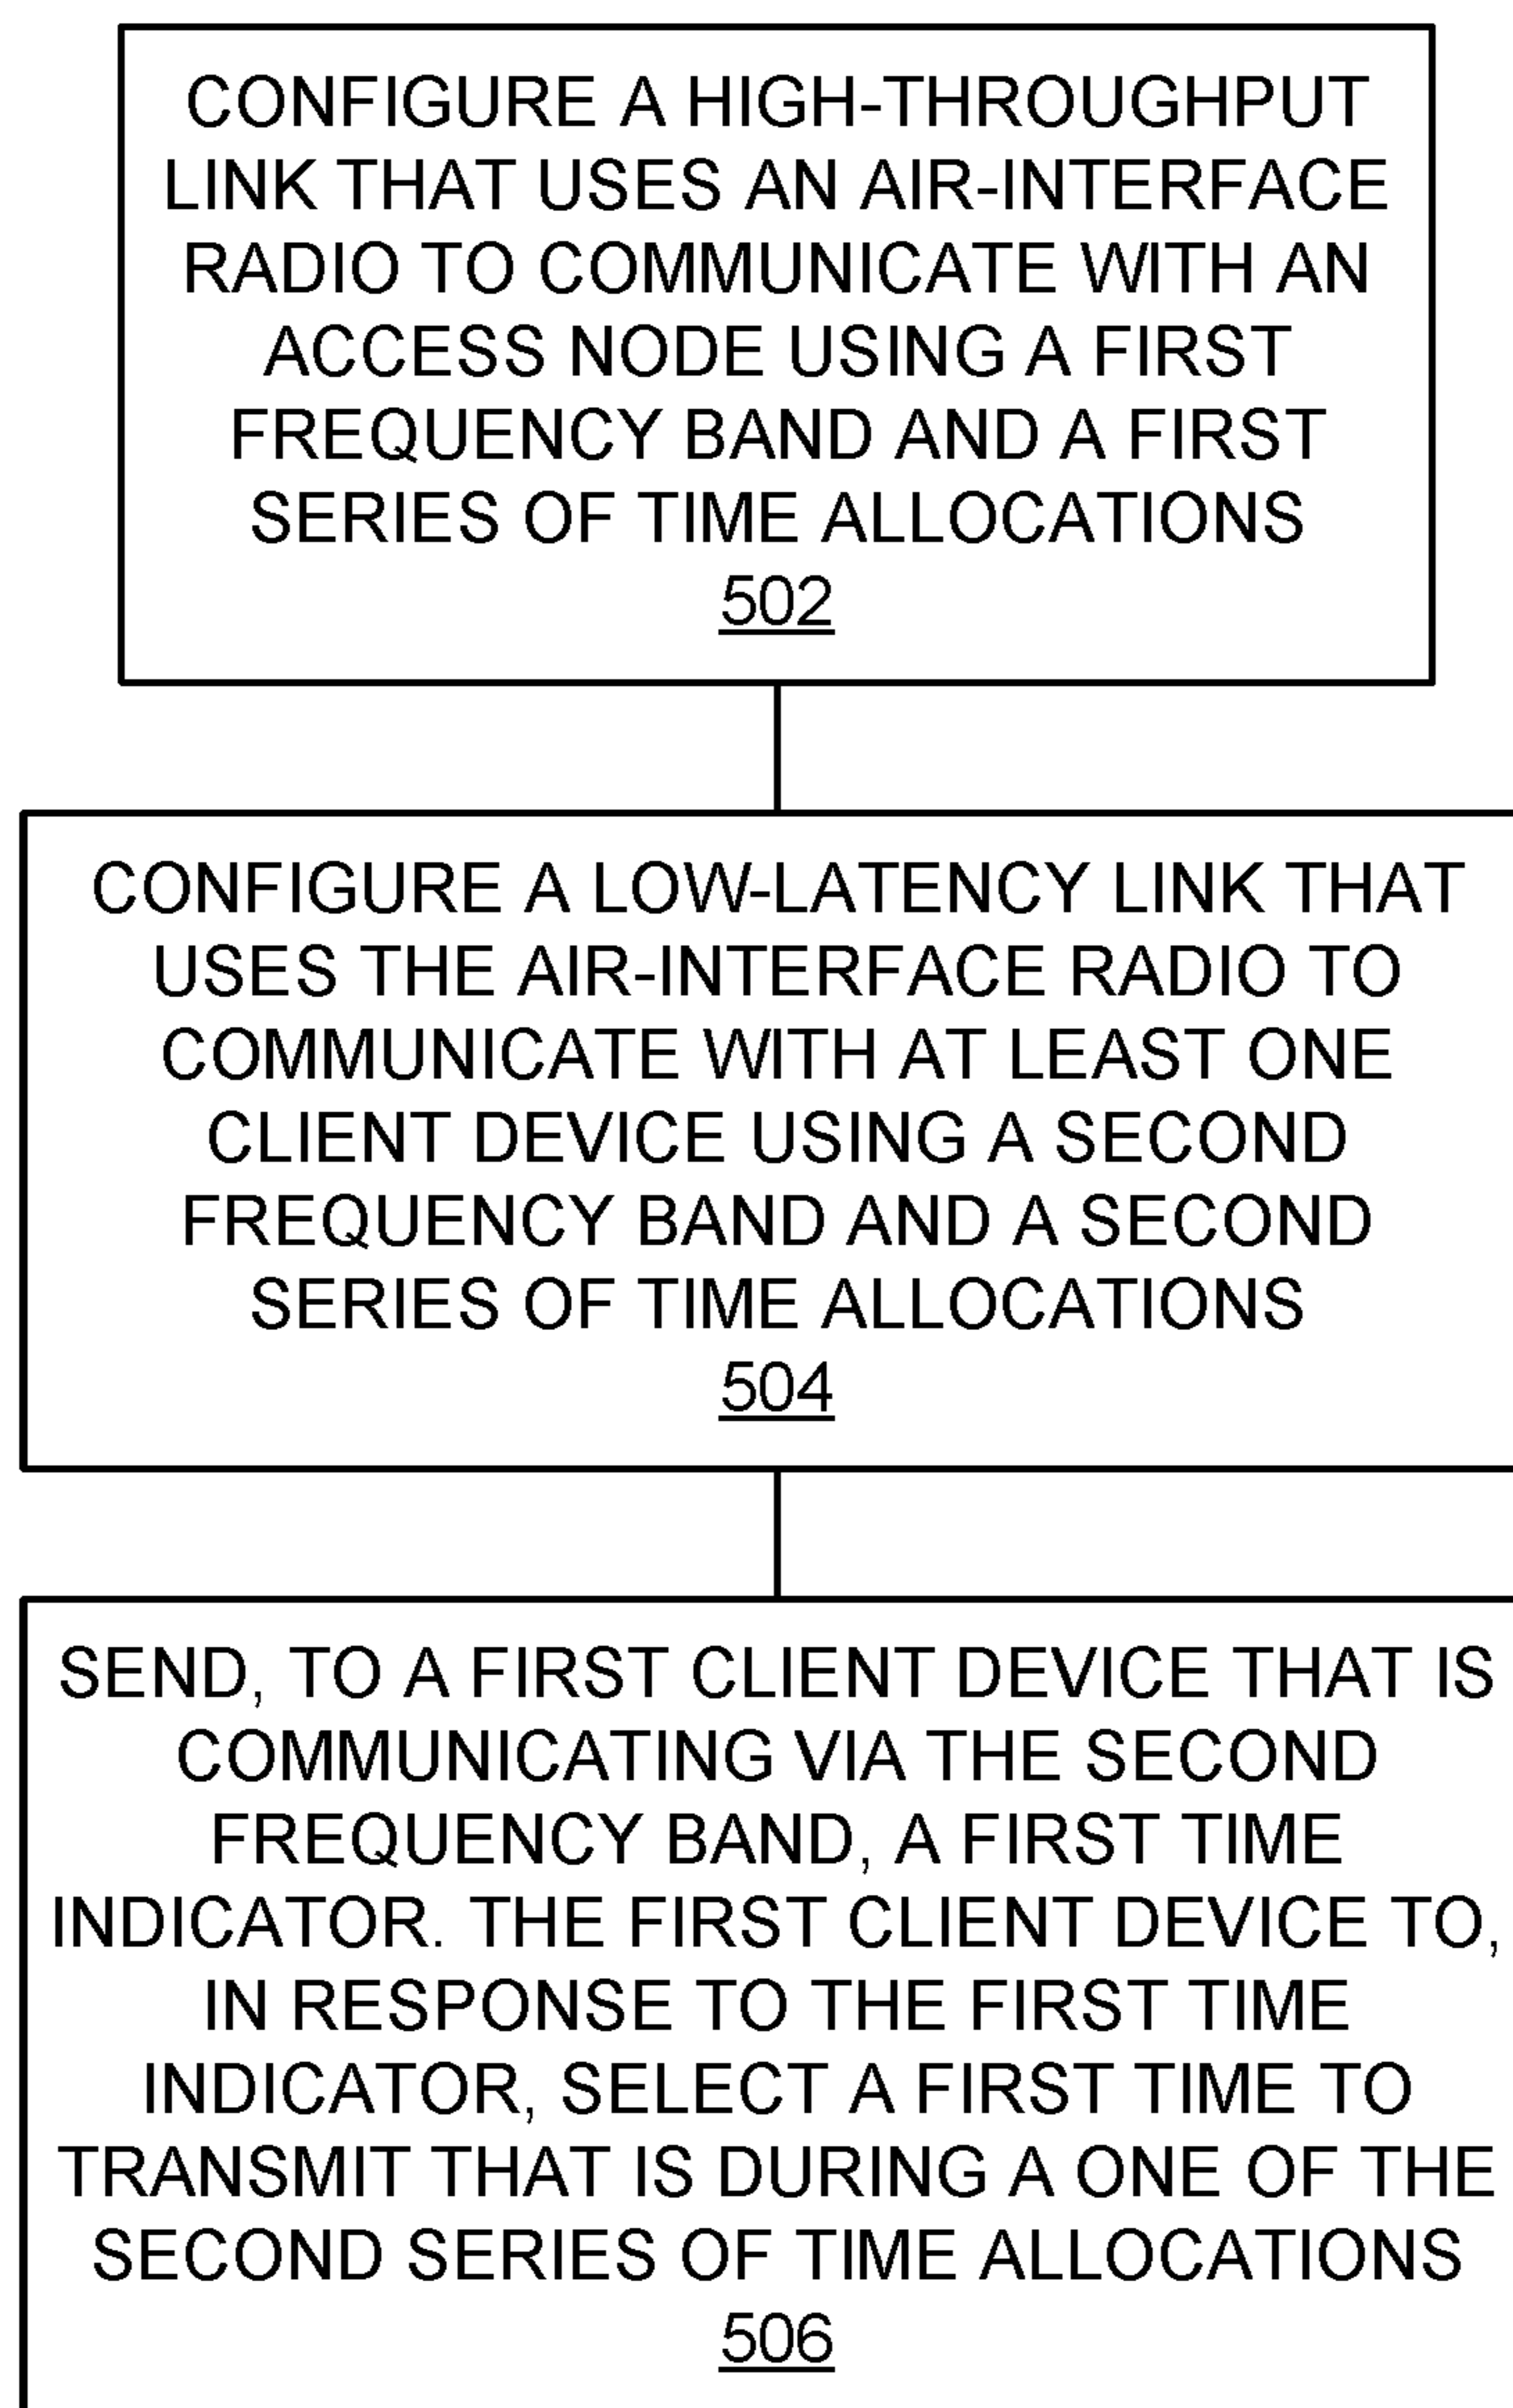 CONFIGURE A HIGH-THROUGHPUT
LINK THAT USES AN AIR-INTERFACE
RADIO TO COMMUNICATE WITH AN
ACCESS NODE USING A FIRST
FREQUENCY BAND AND A FIRST
SERIES OF TIME ALLOCATIONS
502
CONFIGURE A LOW-LATENCY LINK THAT
USES THE AIR-INTERFACE RADIO TO
COMMUNICATE WITH AT LEAST ONE
CLIENT DEVICE USING A SECOND
FREQUENCY BAND AND A SECOND
SERIES OF TIME ALLOCATIONS
504
SEND, TO A FIRST CLIENT DEVICE THAT IS
COMMUNICATING VIA THE SECOND
FREQUENCY BAND, A FIRST TIME
INDICATOR. THE FIRST CLIENT DEVICE TO,
IN RESPONSE TO THE FIRST TIME
INDICATOR, SELECT A FIRST TIME TO
TRANSMIT THAT IS DURING A ONE OF THE
SECOND SERIES OF TIME ALLOCATIONS
506